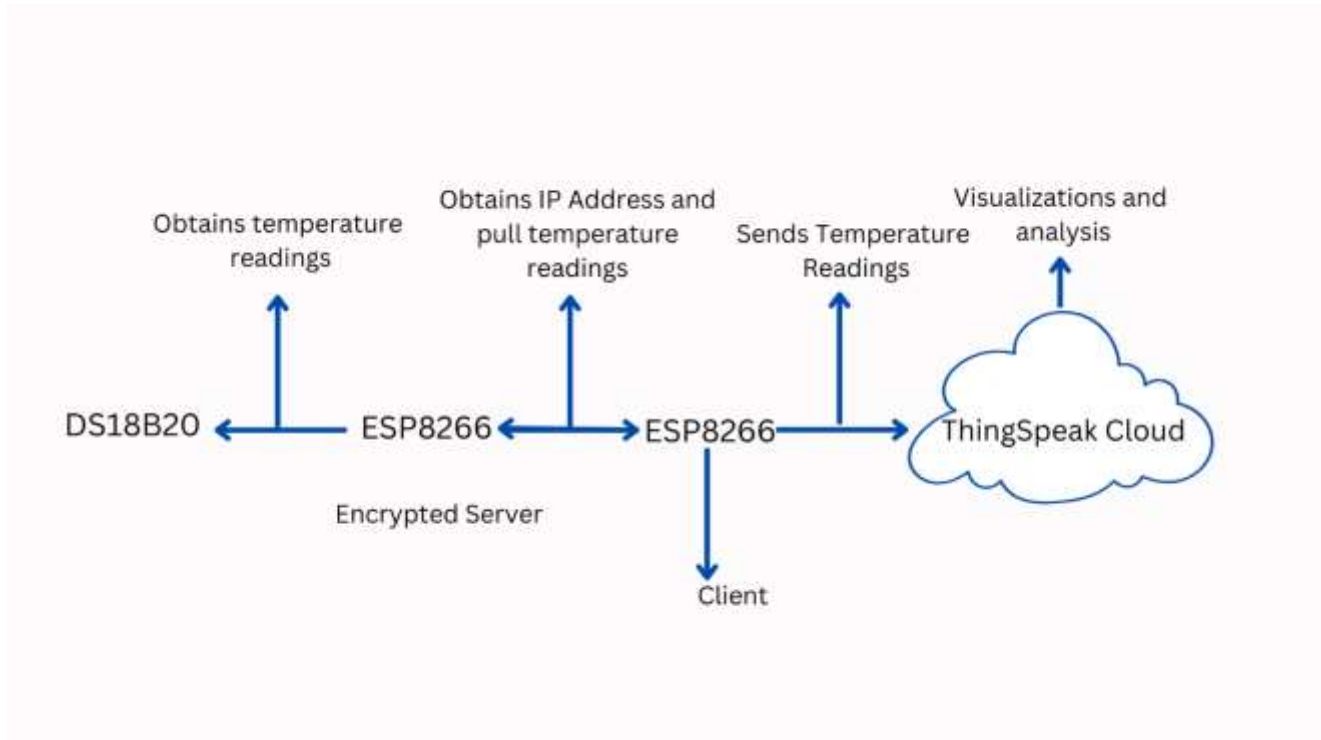 Obtains temperature
readings
Obtains IP Address and
pull temperature
readings
Sends Temperature
Readings
Visualizations and
analysis
DS18B20
ESP8266
ESP8266
ThingSpeak Cloud
Encrypted Server
Client